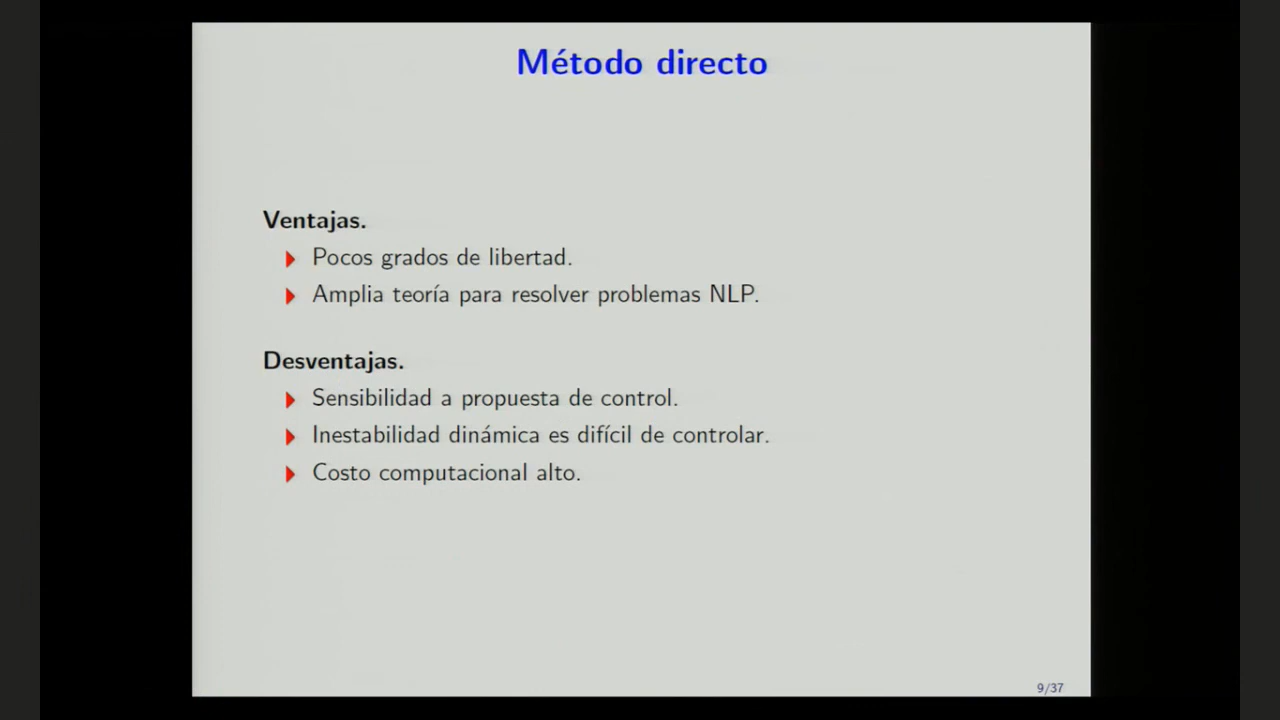 Método directo
Ventajas.
Pocos grados de libertad.
Amplia teoría para resolver problemas NLP.
Desventajas.
Sensibilidad a propuesta de control.
Inestabilidad dinámica es difícil de controlar.
Costo computacional alto.
9/37